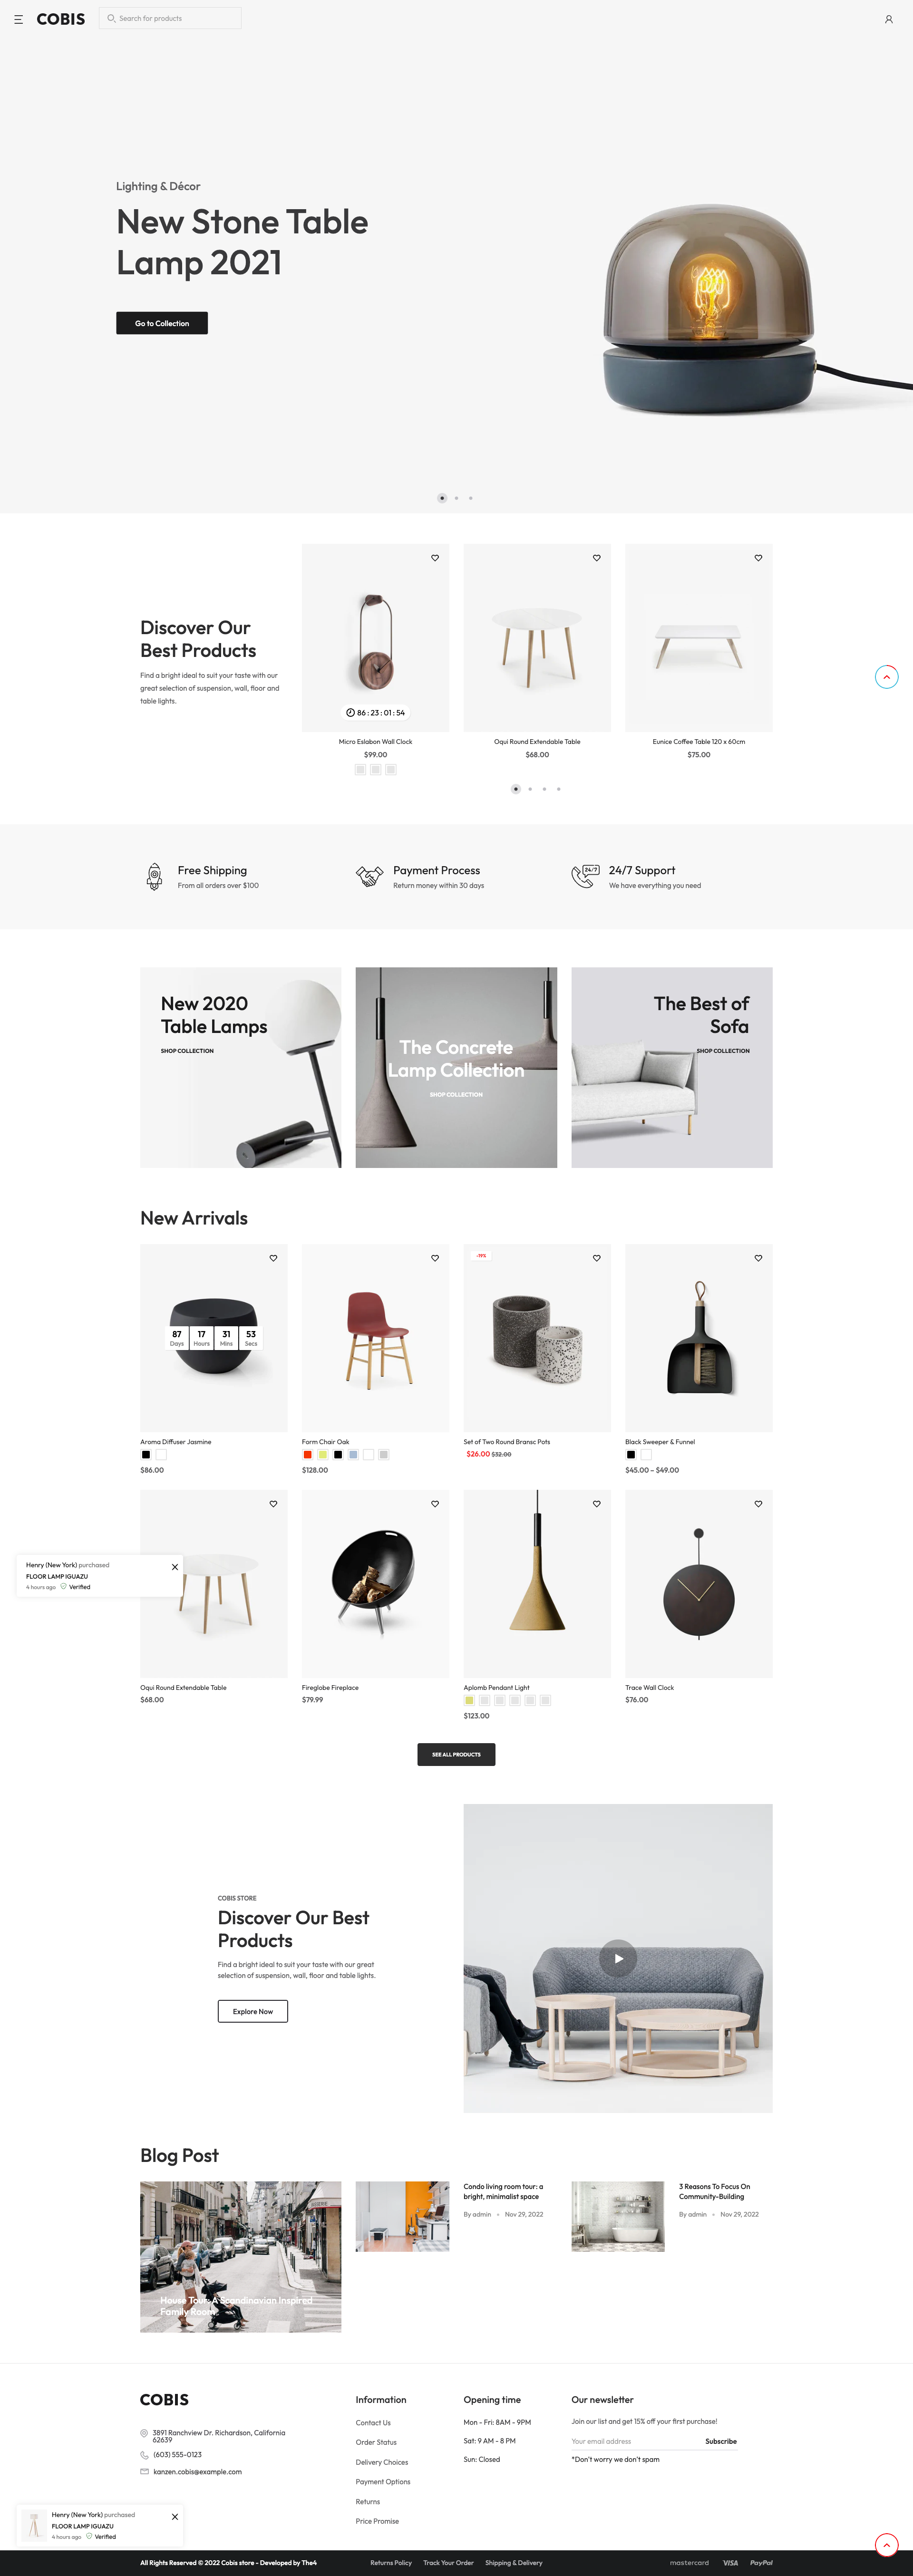 COBIS
Search for products
Lighting & Décor
New Stone Table
Lamp 2021
Go to Collection
Discover Our
Best Products
Find a bright ideal to suit your taste with our
great selection of suspension, wall, floor and
table lights.
86 : 23 : 01 : 54
Micro Eslabon Wall Clock
$99.00
Oqui Round Extendable Table
$68.00
Eunice Coffee Table 120 x 60cm
$75.00
Free Shipping
From all orders over $100
Payment Process
Return money within 30 days
24/7
24/7 Support
We have everything you need
New 2020
Table Lamps
SHOP COLLECTION
The Concrete
Lamp Collection
SHOP COLLECTION
The Best of
Sofa
SHOP COLLECTION
New Arrivals
87 17 31 53
Days Hours Mins Secs
-19%
Aroma Diffuser Jasmine
$86.00
Form Chair Oak
$128.00
Set of Two Round Bransc Pots
$26.00 $32.00
Black Sweeper & Funnel
$45.00 – $49.00
Henry (New York) purchased
FLOOR LAMP IGUAZU
4 hours ago Verified
Oqui Round Extendable Table
$68.00
Fireglobe Fireplace
$79.99
Aplomb Pendant Light
$123.00
Trace Wall Clock
$76.00
SEE ALL PRODUCTS
COBIS STORE
Discover Our Best
Products
Find a bright ideal to suit your taste with our great
selection of suspension, wall, floor and table lights.
Explore Now
Blog Post
House Tour: A Scandinavian Inspired
Family Room
Condo living room tour: a
bright, minimalist space
By admin Nov 29, 2022
3 Reasons To Focus On
Community-Building
By admin Nov 29, 2022
COBIS
3891 Ranchview Dr. Richardson, California
62639
(603) 555-0123
kanzen.cobis@example.com
Information
Contact Us
Order Status
Delivery Choices
Payment Options
Returns
Price Promise
Opening time
Mon - Fri: 8AM - 9PM
Sat: 9 AM - 8 PM
Sun: Closed
Our newsletter
Join our list and get 15% off your first purchase!
Your email address Subscribe
*Don't worry we don't spam
Henry (New York) purchased
FLOOR LAMP IGUAZU
4 hours ago Verified
All Rights Reserved © 2022 Cobis store - Developed by The4
Returns Policy Track Your Order Shipping & Delivery
mastercard VISA PayPal